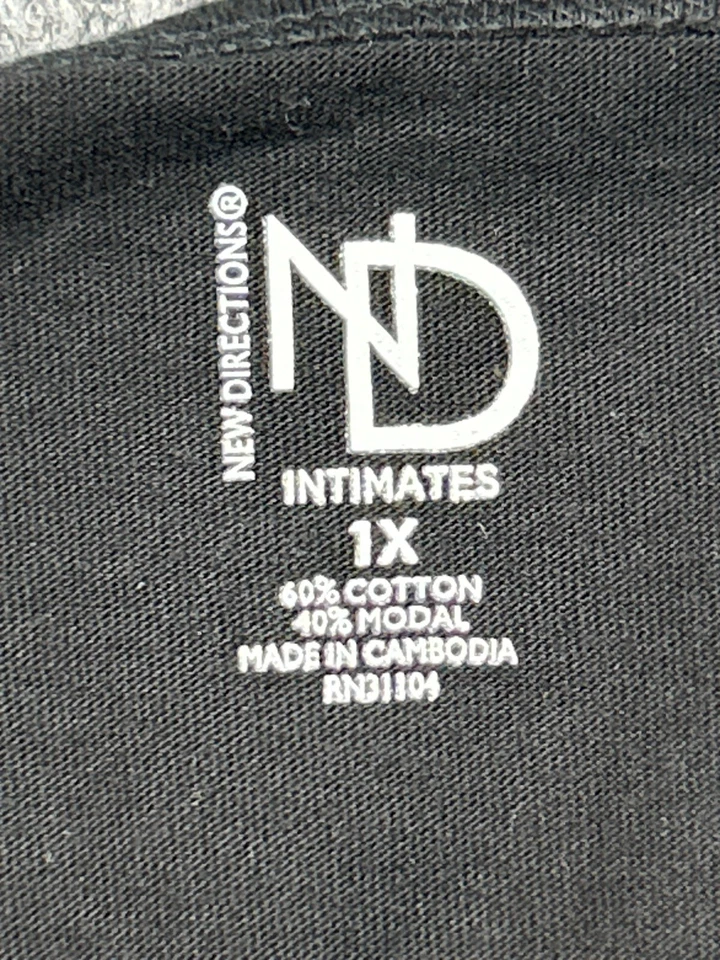 NEW DIRECTIONS®
ND
INTIMATES
1X
60% COTTON
40% MODAL
MADE IN CAMBODIA
RN31104